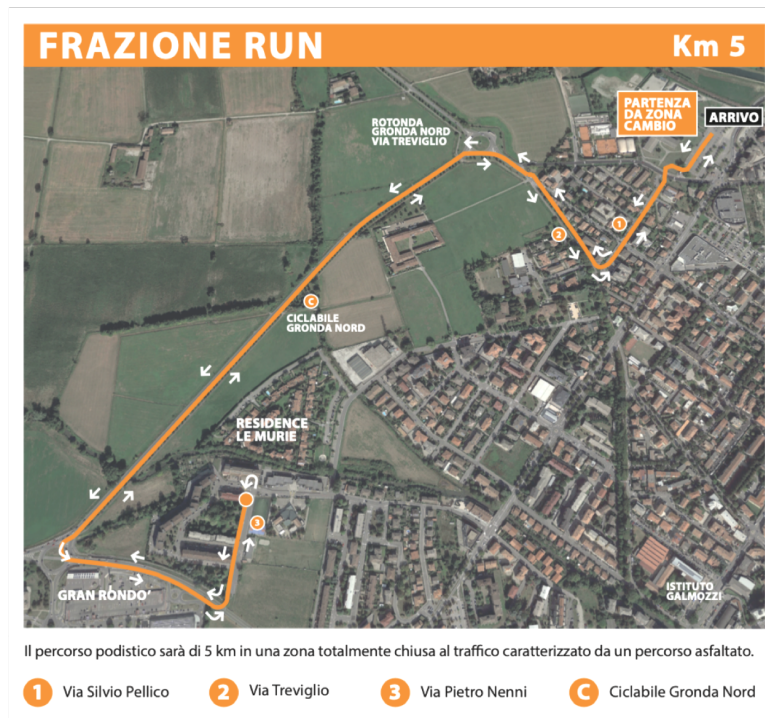 FRAZIONE RUN
Km 5
PARTENZA
DA ZONA
CAMBIO
ARRIVO
ROTONDA
GRONDA NORD
VIA TREVIGLIO
1
2
C
CICLABILE
GRONDA NORD
RESIDENCE
LE MURIE
3
GRAN RONDO'
ISTITUTO
GALMOZZI
Il percorso podistico sarà di 5 km in una zona totalmente chiusa al traffico caratterizzato da un percorso asfaltato.
1 Via Silvio Pellico
2 Via Treviglio
3 Via Pietro Nenni
C Ciclabile Gronda Nord